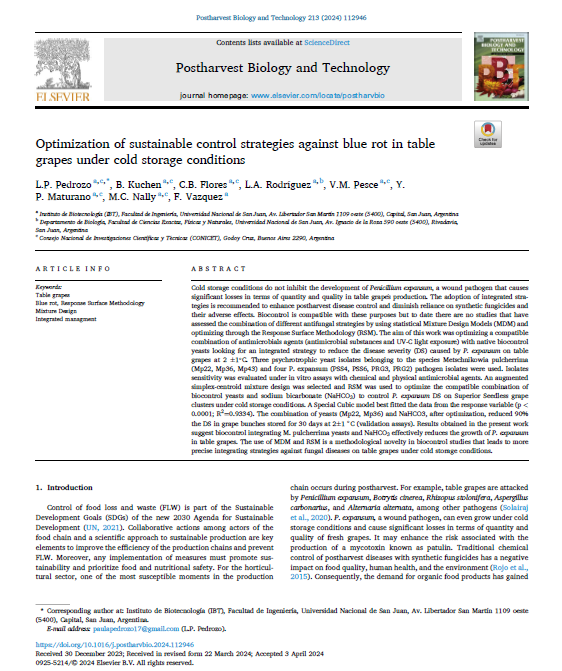 Postharvest Biology and Technology 213 (2024) 112946
Contents lists available at ScienceDirect
Postharvest Biology and Technology
journal homepage: www.elsevier.com/locate/postharvbio
ELSEVIER
POSTHARVEST
BIOLOGY AND
TECHNOLOGY
Check for
updates
Optimization of sustainable control strategies against blue rot in table
grapes under cold storage conditions
L.P. Pedrozo a,c,*, B. Kuchen a,c, C.B. Flores a,c, L.A. Rodriguez a,b, V.M. Pesce a,c, Y.
P. Maturano a,c, M.C. Nally a,c, F. Vazquez a
a Instituto de Biotecnología (IBT), Facultad de Ingeniería, Universidad Nacional de San Juan, Av. Libertador San Martín 1109 oeste (5400), Capital, San Juan, Argentina
b Departamento de Biología, Facultad de Ciencias Exactas, Físicas y Naturales, Universidad Nacional de San Juan, Av. Ignacio de la Roza 590 oeste (5400), Rivadavia,
San Juan, Argentina
c Consejo Nacional de Investigaciones Científicas y Técnicas (CONICET), Godoy Cruz, Buenos Aires 2290, Argentina
ARTICLE INFO
Keywords:
Table grapes
Blue rot, Response Surface Methodology
Mixture Design
Integrated managment
ABSTRACT
Cold storage conditions do not inhibit the development of Penicillium expansum, a wound pathogen that causes
significant losses in terms of quantity and quality in table grapes production. The adoption of integrated stra-
tegies is recommended to enhance postharvest disease control and diminish reliance on synthetic fungicides and
their adverse effects. Biocontrol is compatible with these purposes but to date there are no studies that have
assessed the combination of different antifungal strategies by using statistical Mixture Design Models (MDM) and
optimizing through the Response Surface Methodology (RSM). The aim of this work was optimizing a compatible
combination of antimicrobials agents (antimicrobial substances and UV-C light exposure) with native biocontrol
yeasts looking for an integrated strategy to reduce the disease severity (DS) caused by P. expansum on table
grapes at 2 ±1°C. Three psychrotrophic yeast isolates belonging to the species Metschnikowia pulcherrima
(Mp22, Mp36, Mp43) and four P. expansum (PSS4, PSS6, PRG3, PRG2) pathogen isolates were used. Isolates
sensitivity was evaluated under in vitro assays with chemical and physical antimicrobial agents. An augmented
simplex-centroid mixture design was selected and RSM was used to optimize the compatible combination of
biocontrol yeasts and sodium bicarbonate (NaHCO3) to control P. expansum DS on Superior Seedless grape
clusters under cold storage conditions. A Special Cubic model best fitted the data from the response variable (p <
0.0001; R2=0.9334). The combination of yeasts (Mp22, Mp36) and NaHCO3, after optimization, reduced 90%
the DS in grape bunches stored for 30 days at 2±1 °C (validation assays). Results obtained in the present work
suggest biocontrol integrating M. pulcherrima yeasts and NaHCO3 effectively reduces the growth of P. expansum
in table grapes. The use of MDM and RSM is a methodological novelty in biocontrol studies that leads to more
precise integrating strategies against fungal diseases on table grapes under cold storage conditions.
1. Introduction
Control of food loss and waste (FLW) is part of the Sustainable
Development Goals (SDGs) of the new 2030 Agenda for Sustainable
Development (UN, 2021). Collaborative actions among actors of the
food chain and a scientific approach to sustainable production are key
elements to improve the efficiency of the production chains and prevent
FLW. Moreover, any implementation of measures must promote sus-
tainability and prioritize food and nutritional safety. For the horticul-
tural sector, one of the most susceptible moments in the production
chain occurs during postharvest. For example, table grapes are attacked
by Penicillium expansum, Botrytis cinerea, Rhizopus stolonifera, Aspergillus
carbonarius, and Alternaria alternata, among other pathogens (Solairaj
et al., 2020). P. expansum, a wound pathogen, can even grow under cold
storage conditions and cause significant losses in terms of quantity and
quality of fresh grapes. It may enhance the risk associated with the
production of a mycotoxin known as patulin. Traditional chemical
control of postharvest diseases with synthetic fungicides has a negative
impact on food quality, human health, and the environment (Rojo et al.,
2015). Consequently, the demand for organic food products has gained
* Corresponding author at: Instituto de Biotecnología (IBT), Facultad de Ingeniería, Universidad Nacional de San Juan, Av. Libertador San Martín 1109 oeste
(5400), Capital, San Juan, Argentina.
E-mail address: paulapedrozo17@gmail.com (L.P. Pedrozo).
https://doi.org/10.1016/j.postharvbio.2024.112946
Received 30 December 2023; Received in revised form 22 March 2024; Accepted 3 April 2024
0925-5214/© 2024 Elsevier B.V. All rights reserved.